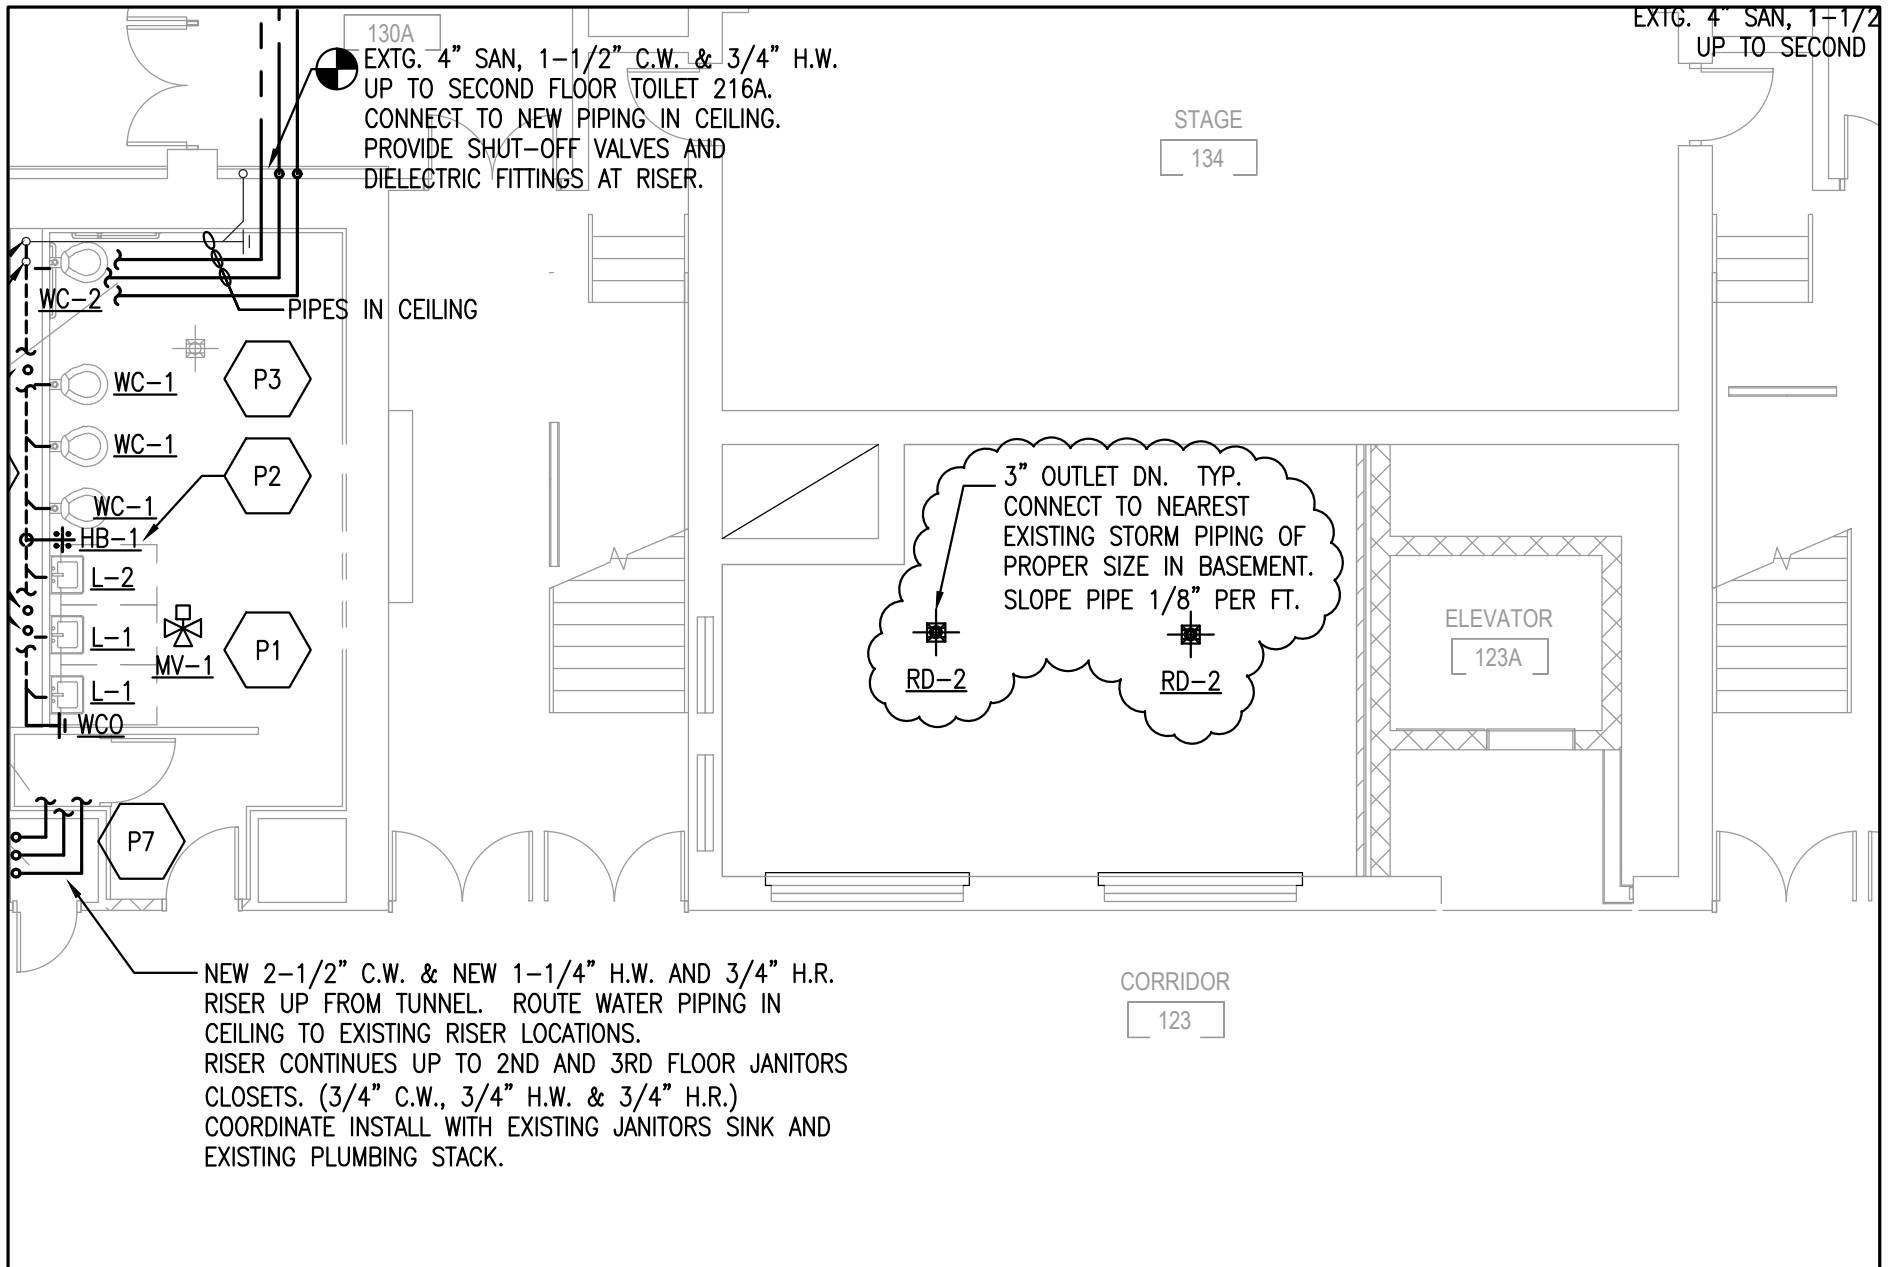 130A
EXTG. 4" SAN, 1-1/2" C.W. & 3/4" H.W.
UP TO SECOND FLOOR TOILET 216A.
CONNECT TO NEW PIPING IN CEILING.
PROVIDE SHUT-OFF VALVES AND
DIELECTRIC FITTINGS AT RISER.
EXTG. 4" SAN, 1-1/2
UP TO SECOND
STAGE
134
WC-2
PIPES IN CEILING
P3
WC-1
WC-1
P2
WC-1
HB-1
L-2
L-1
MV-1
P1
L-1
WCO
P7
3" OUTLET DN. TYP.
CONNECT TO NEAREST
EXISTING STORM PIPING OF
PROPER SIZE IN BASEMENT.
SLOPE PIPE 1/8" PER FT.
RD-2
RD-2
ELEVATOR
123A
NEW 2-1/2" C.W. & NEW 1-1/4" H.W. AND 3/4" H.R.
RISER UP FROM TUNNEL. ROUTE WATER PIPING IN
CEILING TO EXISTING RISER LOCATIONS.
RISER CONTINUES UP TO 2ND AND 3RD FLOOR JANITORS
CLOSETS. (3/4" C.W., 3/4" H.W. & 3/4" H.R.)
COORDINATE INSTALL WITH EXISTING JANITORS SINK AND
EXISTING PLUMBING STACK.
CORRIDOR
123